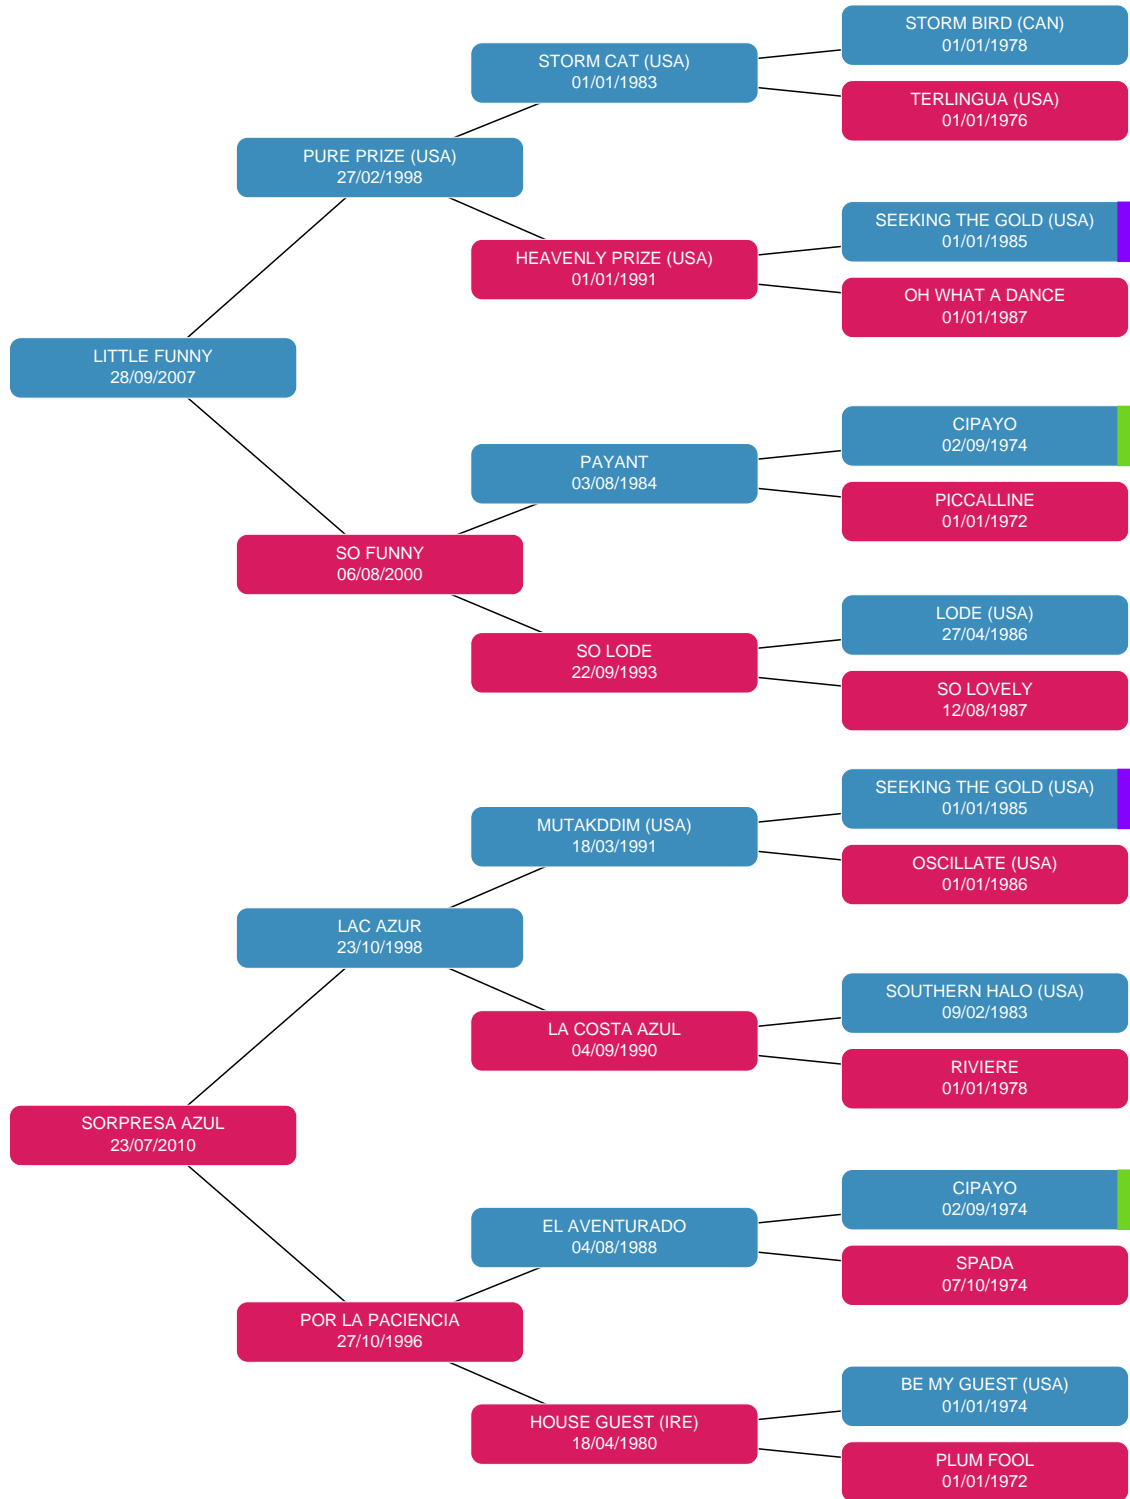 STORM BIRD (CAN)
01/01/1978
STORM CAT (USA)
01/01/1983
TERLINGUA (USA)
01/01/1976
PURE PRIZE (USA)
27/02/1998
SEEKING THE GOLD (USA)
01/01/1985
HEAVENLY PRIZE (USA)
01/01/1991
OH WHAT A DANCE
01/01/1987
LITTLE FUNNY
28/09/2007
CIPAYO
02/09/1974
PAYANT
03/08/1984
PICCALLINE
01/01/1972
SO FUNNY
06/08/2000
LODE (USA)
27/04/1986
SO LODE
22/09/1993
SO LOVELY
12/08/1987
SEEKING THE GOLD (USA)
01/01/1985
MUTAKDDIM (USA)
18/03/1991
OSCILLATE (USA)
01/01/1986
LAC AZUR
23/10/1998
SOUTHERN HALO (USA)
09/02/1983
LA COSTA AZUL
04/09/1990
RIVIERE
01/01/1978
SORPRESA AZUL
23/07/2010
CIPAYO
02/09/1974
EL AVENTURADO
04/08/1988
SPADA
07/10/1974
POR LA PACIENCIA
27/10/1996
BE MY GUEST (USA)
01/01/1974
HOUSE GUEST (IRE)
18/04/1980
PLUM FOOL
01/01/1972